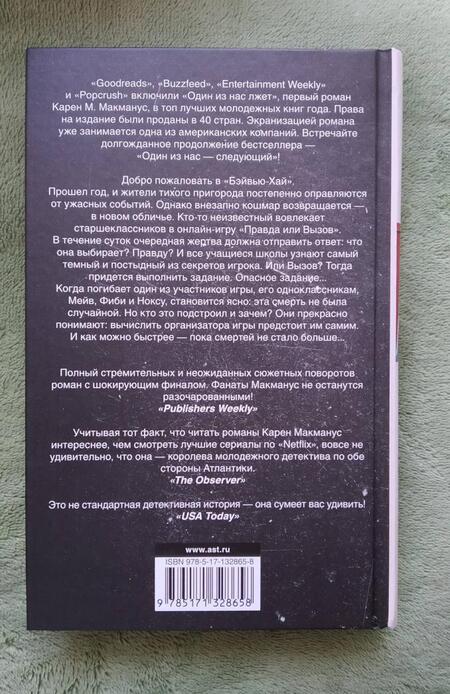 «Goodreads», «Buzzfeed», «Entertainment Weekly»
и «Popcrush» включили «Один из нас лжет», первый роман
Карен М. Макманус, в топ лучших молодежных книг года. Права
на издание были проданы в 40 стран. Экранизацией романа
уже занимается одна из американских компаний. Встречайте
долгожданное продолжение бестселлера —
«Один из нас — следующий»!
Добро пожаловать в «Бэйвью-Хай».
Прошел год, и жители тихого пригорода постепенно оправляются
от ужасных событий. Однако внезапно кошмар возвращается —
в новом обличье. Кто-то неизвестный вовлекает
старшеклассников в онлайн-игру «Правда или Вызов».
В течение суток очередная жертва должна отправить ответ: что
она выбирает? Правду? И все учащиеся школы узнают самый
темный и постыдный из секретов игрока. Или Вызов? Тогда
придется выполнить задание. Опасное задание...
Когда погибает один из участников игры, его одноклассникам,
Мейв, Фиби и Ноксу, становится ясно: эта смерть не была
случайной. Но кто это подстроил и зачем? Они прекрасно
понимают: вычислить организатора игры предстоит им самим.
И как можно быстрее — пока смертей не стало больше...
Полный стремительных и неожиданных сюжетных поворотов
роман с шокирующим финалом. Фанаты Макманус не останутся
разочарованными!
«Publishers Weekly»
Учитывая тот факт, что читать романы Карен Макманус
интереснее, чем смотреть лучшие сериалы по «Netflix», вовсе не
удивительно, что она — королева молодежного детектива по обе
стороны Атлантики.
«The Observer»
Это не стандартная детективная история — она сумеет вас удивить!
«USA Today»
www.ast.ru
ISBN 978-5-17-132865-8
9 785171 328658